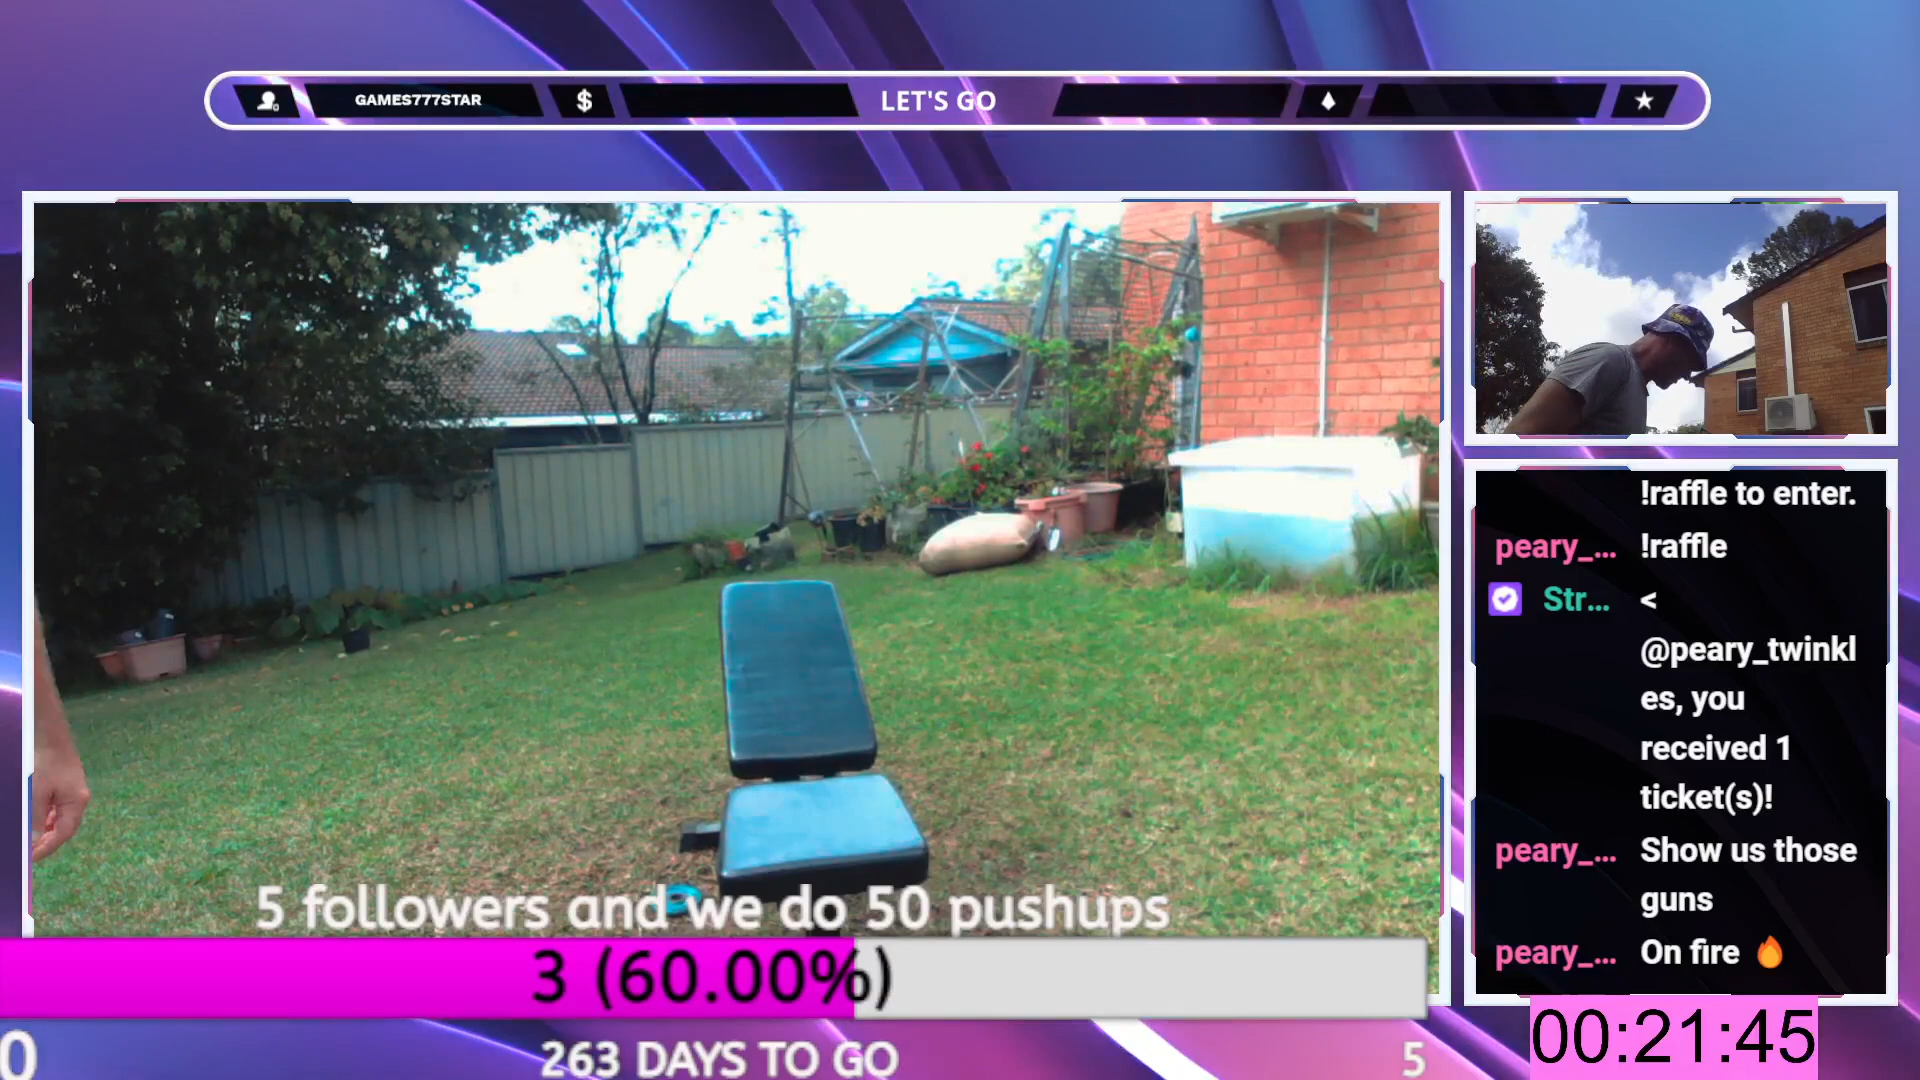 GAMES777STAR
$
LET'S GO
!raffle to enter.
peary_... !raffle
Str... <
@peary_twinkl
es, you
received 1
ticket(s)!
peary_... Show us those
guns
peary_... On fire 🔥
5 followers and we do 50 pushups
3 (60.00%)
0 263 DAYS TO GO 5
00:21:45